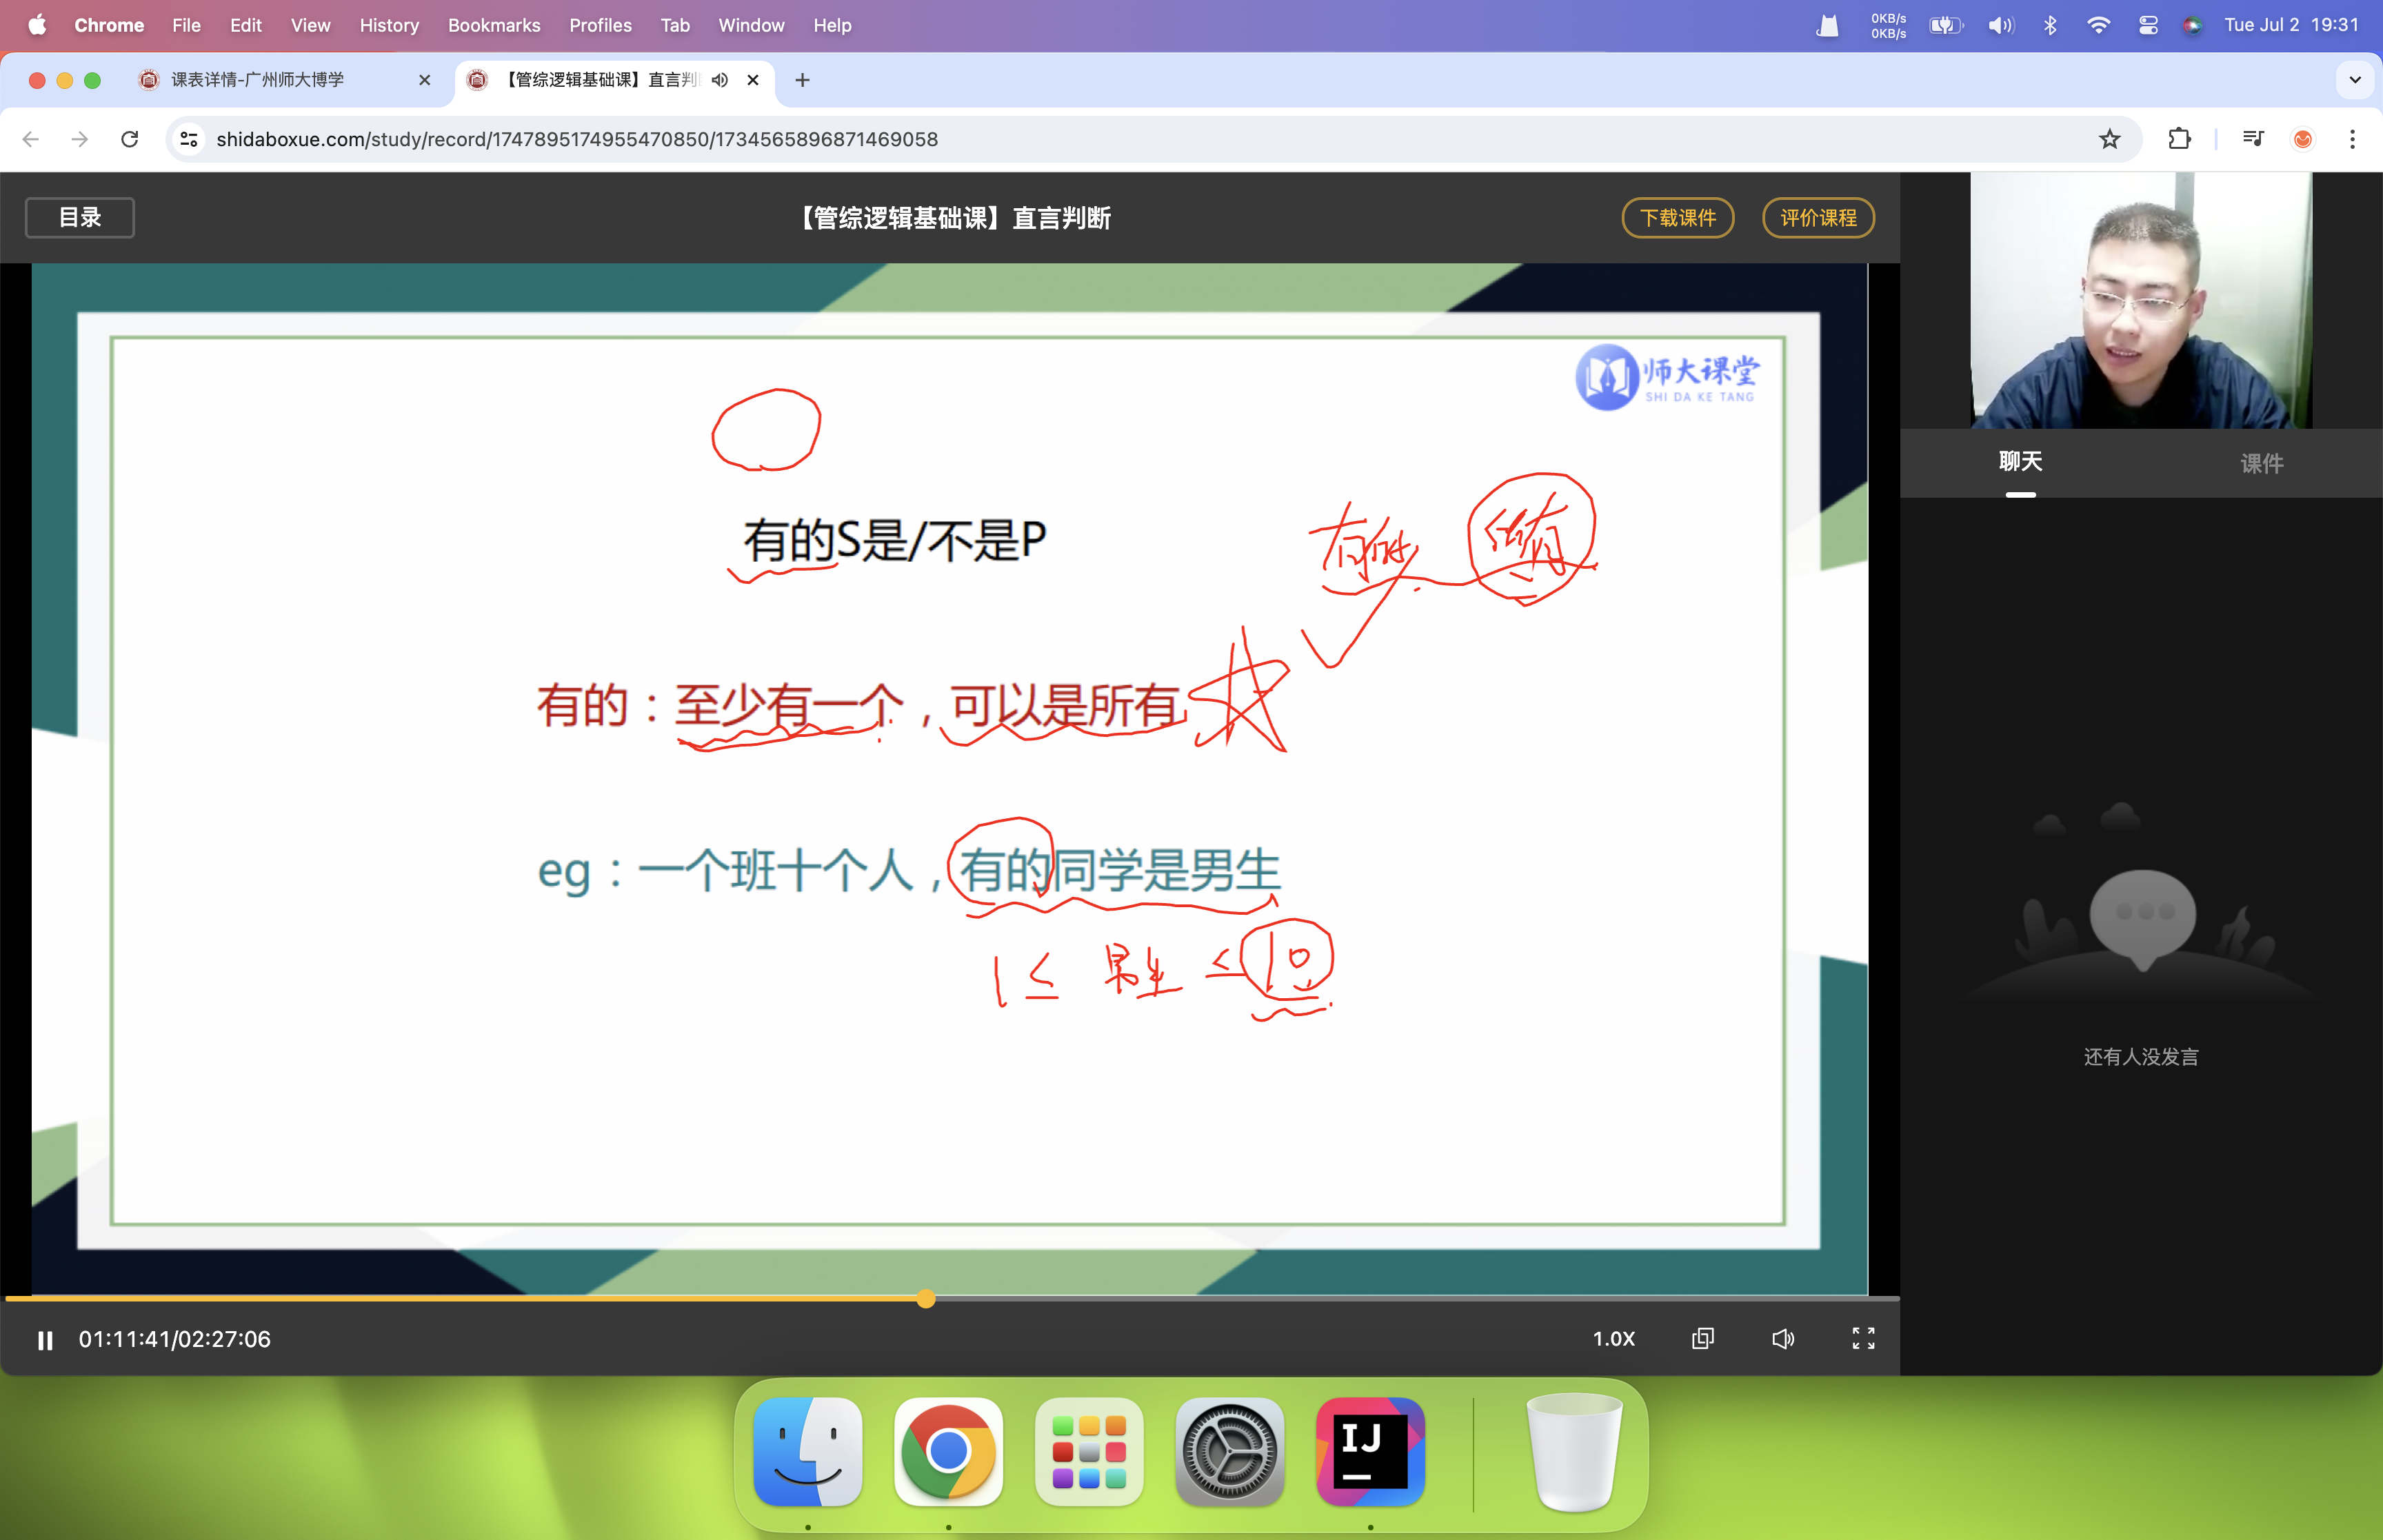 Chrome File Edit View History Bookmarks Profiles Tab Window Help 0KB/s 0KB/s Tue Jul 2 19:31
课表详情-广州师大博学
【管综逻辑基础课】直言判
shidaboxue.com/study/record/1747895174955470850/1734565896871469058
目录
【管综逻辑基础课】直言判断
下载课件
评价课程
师大课堂
SHI DA KE TANG
聊天
课件
有的S是/不是P
有的：至少有一个，可以是所有
eg：一个班十个人，有的同学是男生
1 ≤ 男生 ≤ 10
还有人没发言
01:11:41/02:27:06
1.0X
IJ